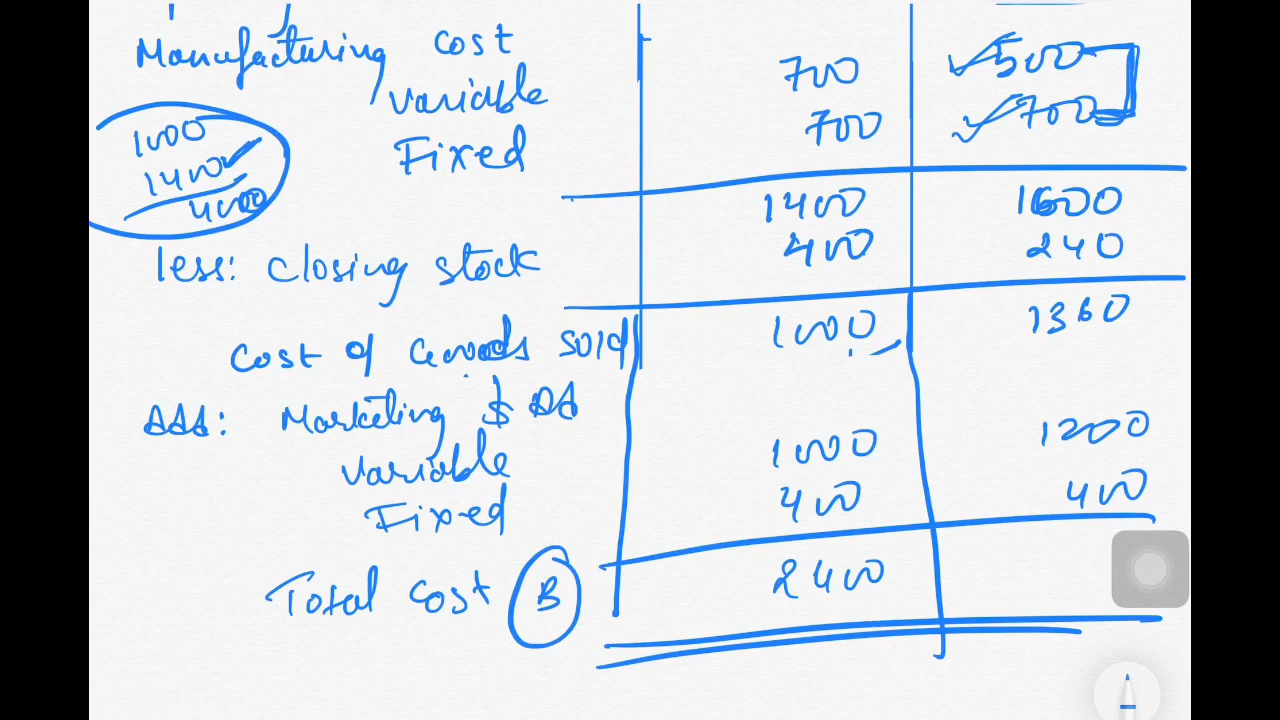 Manufacturing cost
variable 700 500
Fixed 700 700
1000
1400
400
1400 1600
less: closing stock 400 240
cost of Goods sold 1000 1360
Add: Marketing $
variable 1000 1200
Fixed 400 400
Total cost B 2400